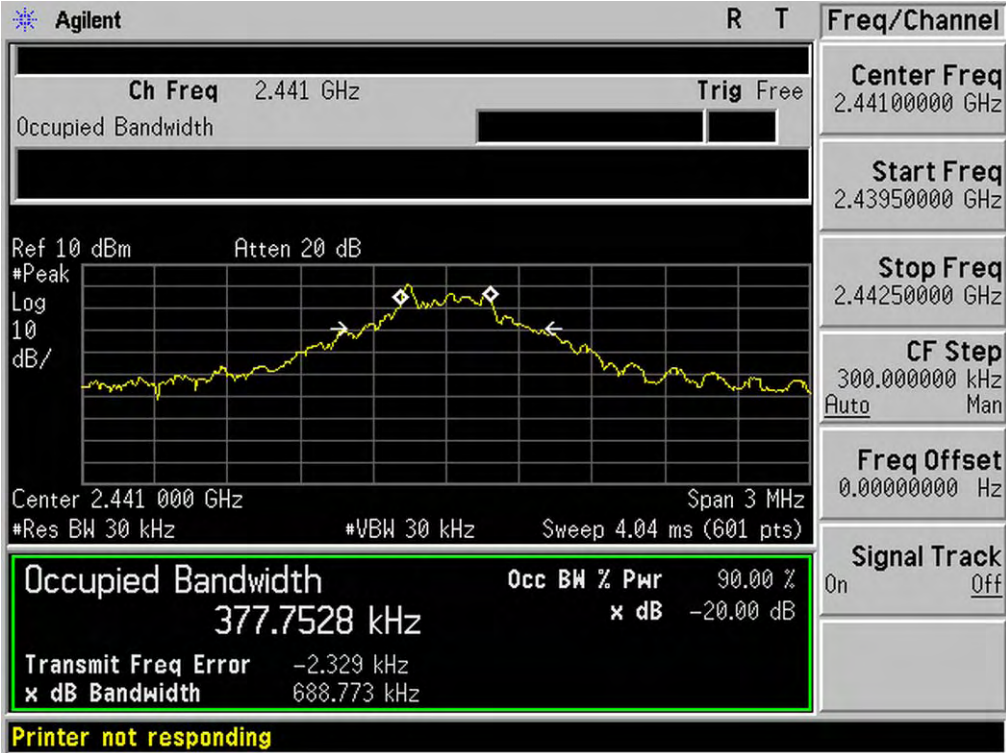 Agilent R T
Ch Freq 2.441 GHz Trig Free
Occupied Bandwidth
Ref 10 dBm Atten 20 dB
#Peak
Log
10
dB/
Center 2.441 000 GHz Span 3 MHz
#Res BW 30 kHz #VBW 30 kHz Sweep 4.04 ms (601 pts)
Occupied Bandwidth Occ BW % Pwr 90.00 %
377.7528 kHz x dB -20.00 dB
Transmit Freq Error -2.329 kHz
x dB Bandwidth 688.773 kHz
Printer not responding
Freq/Channel
Center Freq
2.44100000 GHz
Start Freq
2.43950000 GHz
Stop Freq
2.44250000 GHz
CF Step
300.000000 kHz
Auto Man
Freq Offset
0.00000000 Hz
Signal Track
On Off